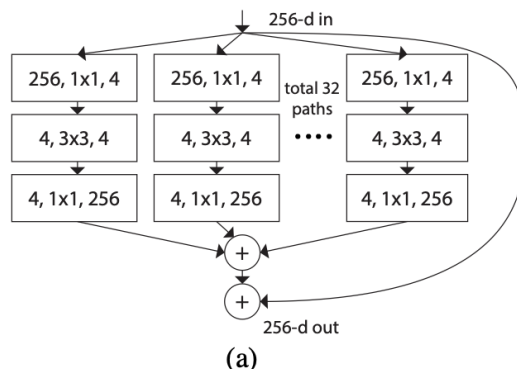 256-d in
256, 1x1, 4
256, 1x1, 4
total 32
paths
256, 1x1, 4
4, 3x3, 4
4, 3x3, 4
....
4, 3x3, 4
4, 1x1, 256
4, 1x1, 256
4, 1x1, 256
+
+
256-d out
(a)